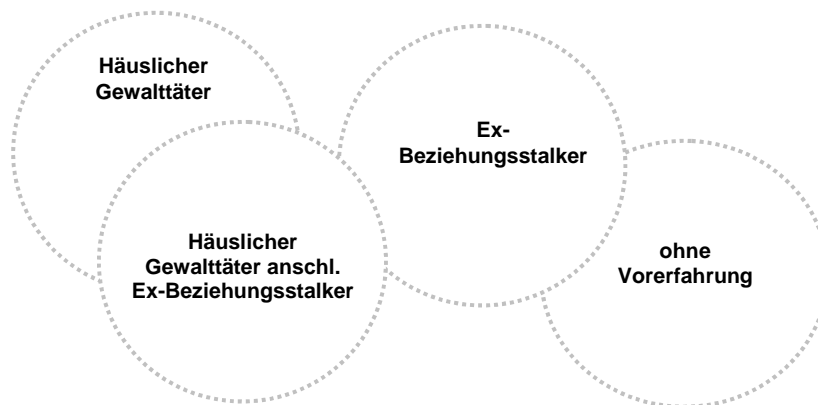 Häuslicher
Gewalttäter
Ex-
Beziehungsstalker
Häuslicher
Gewalttäter anschl.
Ex-Beziehungsstalker
ohne
Vorerfahrung